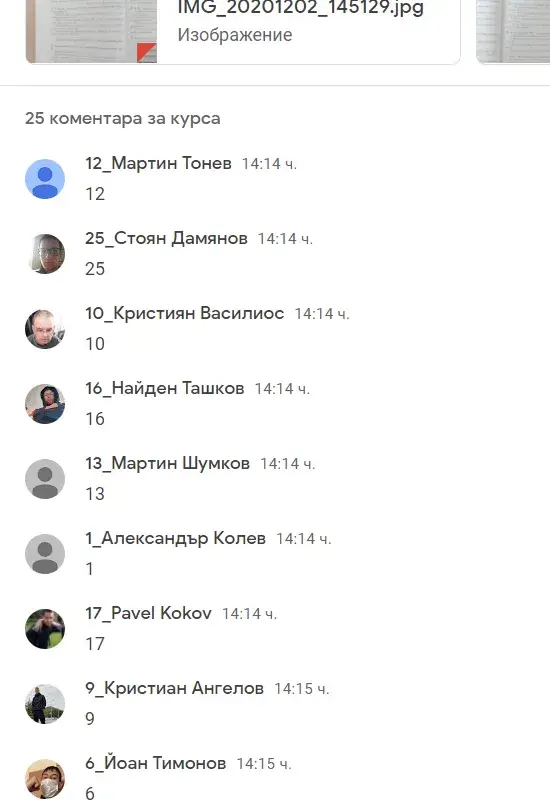 IMG_20201202_145129.jpg
Изображение
25 коментара за курса
12_Мартин Тонев 14:14 ч.
12
25_Стоян Дамянов 14:14 ч.
25
10_Кристиян Василиос 14:14 ч.
10
16_Найден Ташков 14:14 ч.
16
13_Мартин Шумков 14:14 ч.
13
1_Александър Колев 14:14 ч.
1
17_Pavel Kokov 14:14 ч.
17
9_Кристиан Ангелов 14:15 ч.
9
6_Йоан Тимонов 14:15 ч.
6